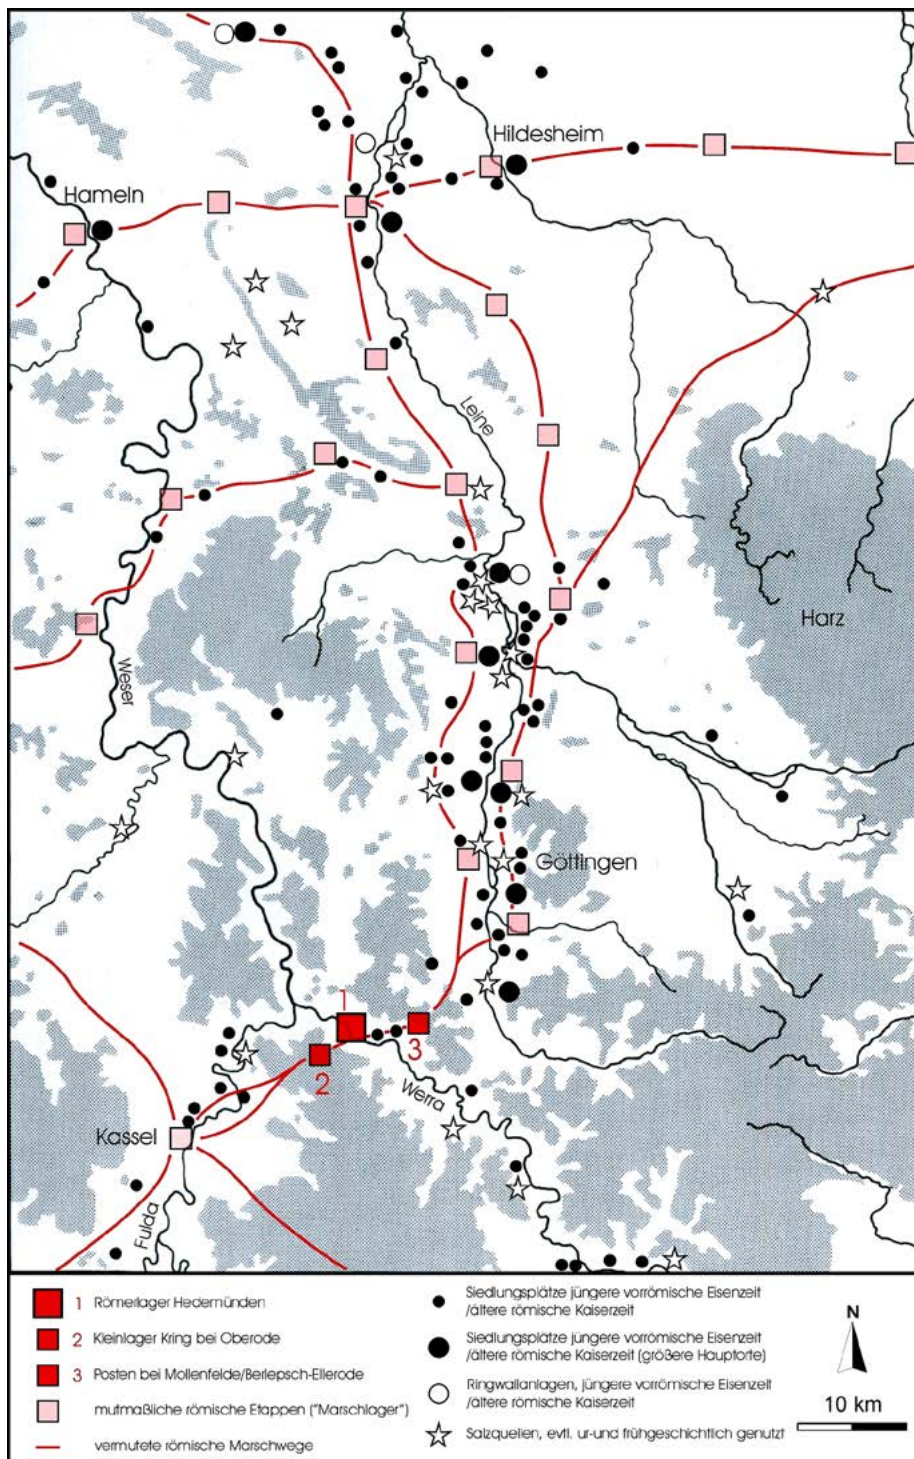 Hildesheim
Hameln
Leine
Harz
Weser
Göttingen
1
3
2
Werra
Kassel
Fulda
1 Römerlager Hedemünden
2 Kleinlager Kring bei Oberode
3 Posten bei Mollenfelde/Berlepsch-Ellerode
mutmaßliche römische Etappen ("Marschlager")
vermutete römische Marschwege
Siedlungsplätze jüngere vorrömische Eisenzeit
/ältere römische Kaiserzeit
Siedlungsplätze jüngere vorrömische Eisenzeit
/ältere römische Kaiserzeit (größere Hauptorte)
Ringwallanlagen, jüngere vorrömische Eisenzeit
/ältere römische Kaiserzeit
Salzquellen, evtl. ur-und frühgeschichtlich genutzt
N
10 km